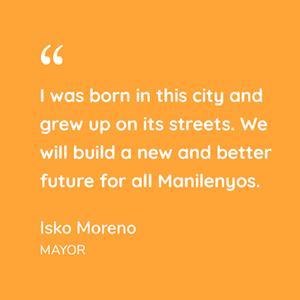 “
I was born in this city and
grew up on its streets. We
will build a new and better
future for all Manilenyos.
Isko Moreno
MAYOR